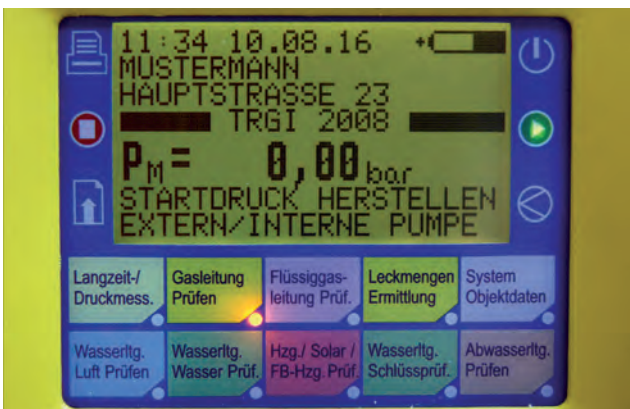 11:34 10.08.16
MUSTERMANN
HAUPTSTRASSE 23
TRGI 2008
PM= 0,00 bar
STARTDRUCK HERSTELLEN
EXTERN/INTERNE PUMPE
Langzeit-/
Druckmess.
Gasleitung
Prüfen
Flüssiggas-
leitung Prüf.
Leckmengen
Ermittlung
System
Objektdaten
Wasserltg.
Luft Prüfen
Wasserltg.
Wasser Prüf.
Hzg./ Solar /
FB-Hzg. Prüf.
Wasserltg.
Schlüssprüf.
Abwasserltg.
Prüfen